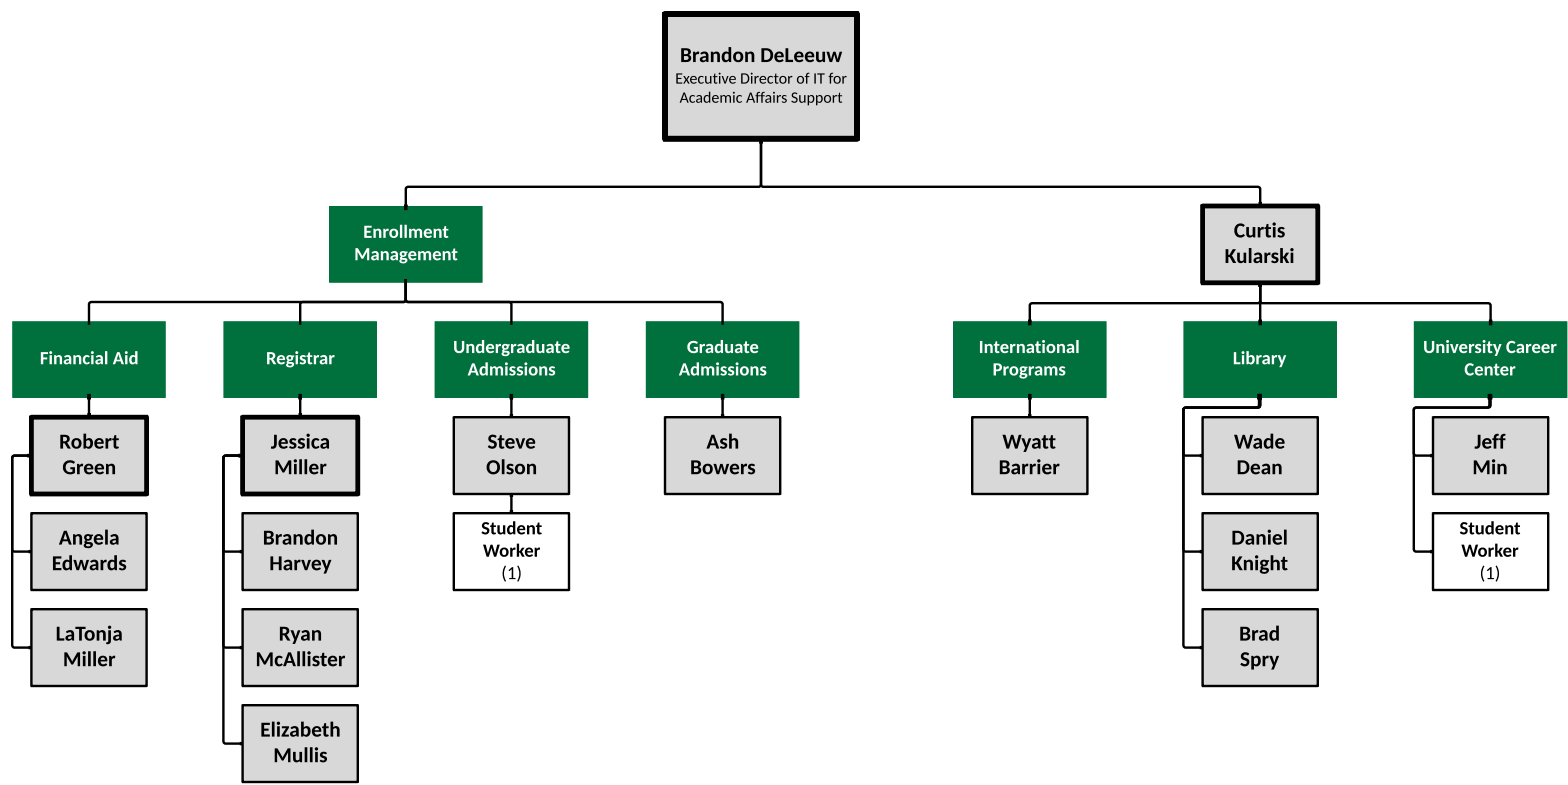 Brandon DeLeeuw
Executive Director of IT for
Academic Affairs Support
Enrollment
Management
Curtis
Kularski
Financial Aid
Registrar
Undergraduate
Admissions
Graduate
Admissions
International
Programs
Library
University Career
Center
Robert
Green
Jessica
Miller
Steve
Olson
Ash
Bowers
Wyatt
Barrier
Wade
Dean
Jeff
Min
Angela
Edwards
Brandon
Harvey
Student
Worker
(1)
Daniel
Knight
Student
Worker
(1)
LaTonja
Miller
Ryan
McAllister
Brad
Spry
Elizabeth
Mullis